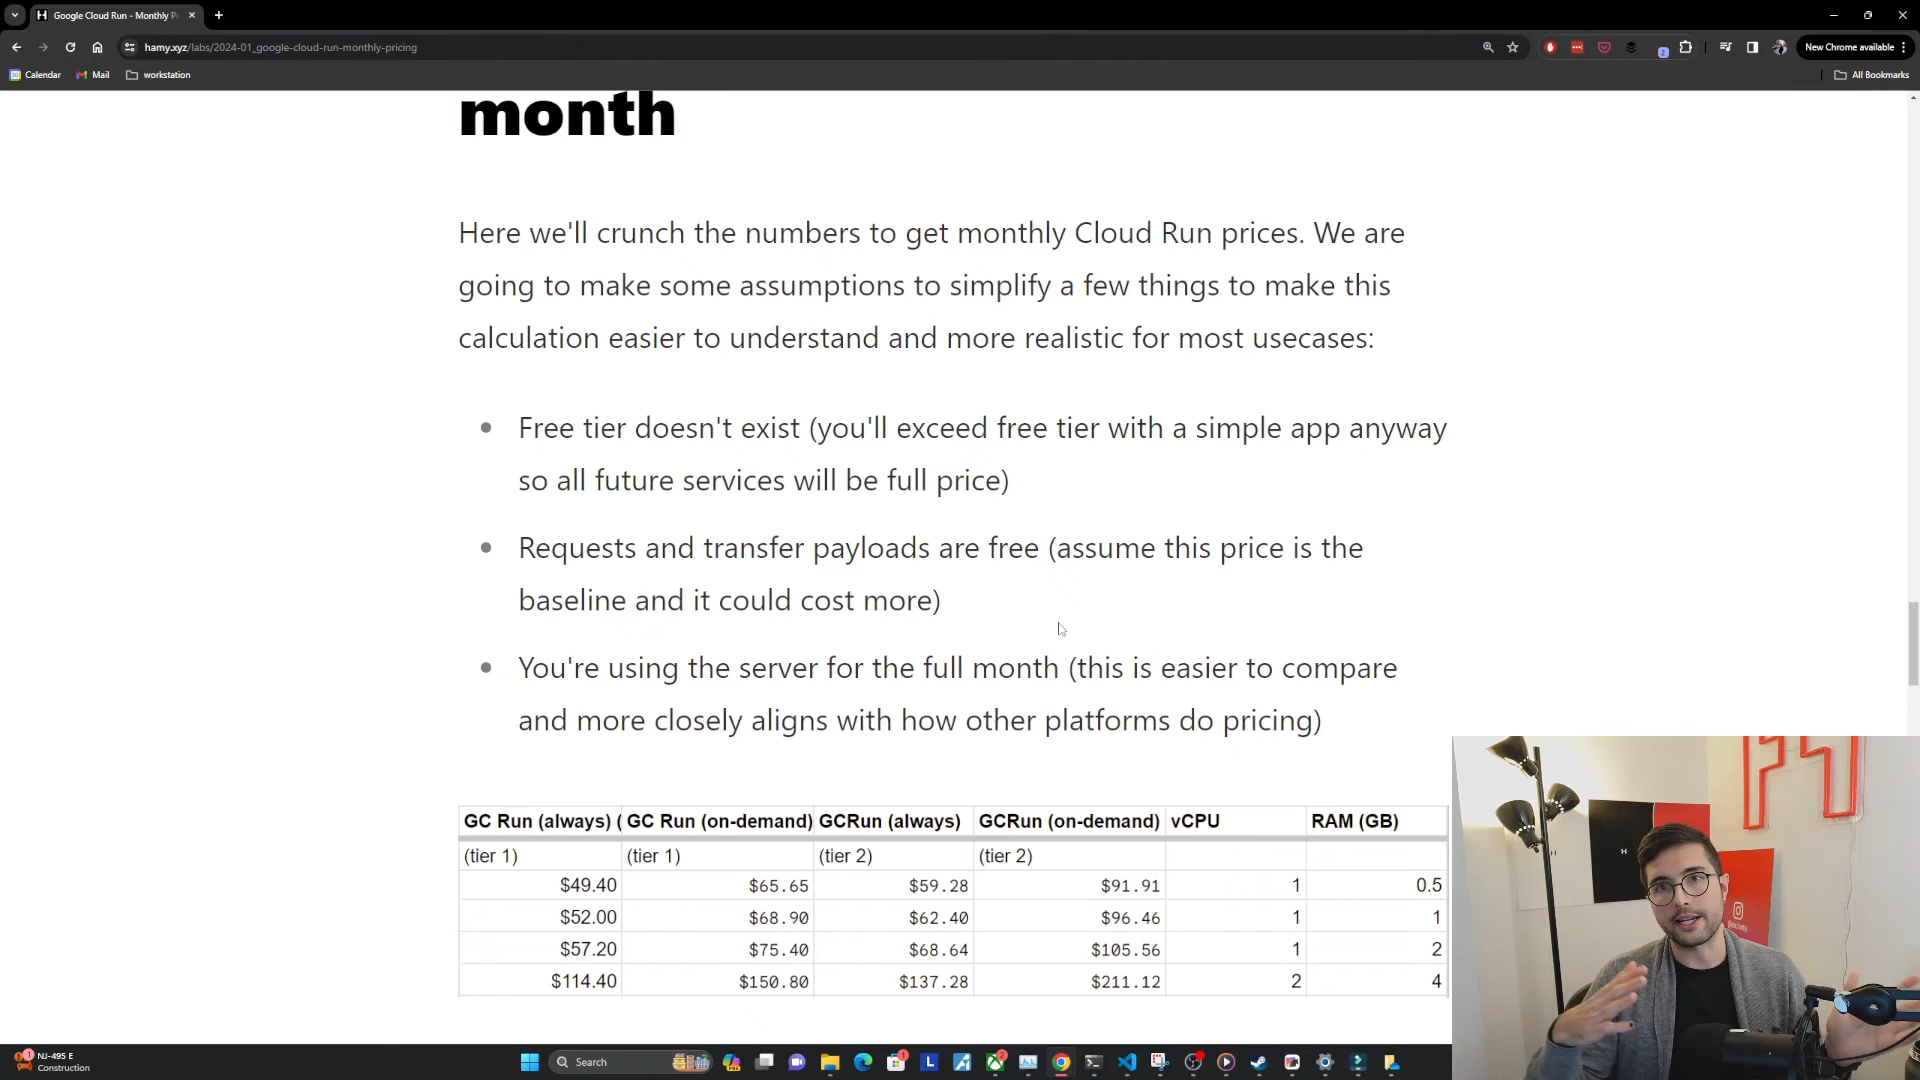 Google Cloud Run - Monthly P
hamy.xyz/labs/2024-01_google-cloud-run-monthly-pricing
New Chrome available
Calendar
Mail
workstation
All Bookmarks
month
Here we'll crunch the numbers to get monthly Cloud Run prices. We are
going to make some assumptions to simplify a few things to make this
calculation easier to understand and more realistic for most usecases:
• Free tier doesn't exist (you'll exceed free tier with a simple app anyway
so all future services will be full price)
• Requests and transfer payloads are free (assume this price is the
baseline and it could cost more)
• You're using the server for the full month (this is easier to compare
and more closely aligns with how other platforms do pricing)
GC Run (always) ( GC Run (on-demand) GCRun (always) GCRun (on-demand) vCPU RAM (GB)
(tier 1) (tier 1) (tier 2) (tier 2)
$49.40 $65.65 $59.28 $91.91 1 0.5
$52.00 $68.90 $62.40 $96.46 1 1
$57.20 $75.40 $68.64 $105.56 1 2
$114.40 $150.80 $137.28 $211.12 2 4
H
NJ-495 E
Construction
Search